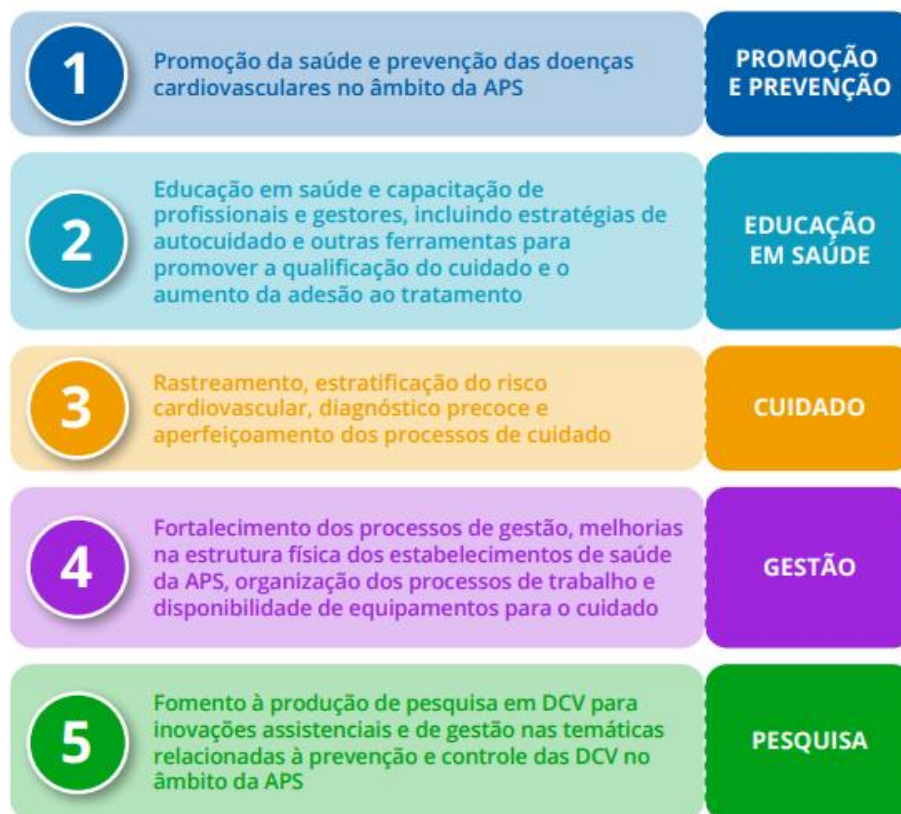 1
Promoção da saúde e prevenção das doenças
cardiovasculares no âmbito da APS
PROMOÇÃO
E PREVENÇÃO
2
Educação em saúde e capacitação de
profissionais e gestores, incluindo estratégias de
autocuidado e outras ferramentas para
promover a qualificação do cuidado e o
aumento da adesão ao tratamento
EDUCAÇÃO
EM SAÚDE
3
Rastreamento, estratificação do risco
cardiovascular, diagnóstico precoce e
aperfeiçoamento dos processos de cuidado
CUIDADO
4
Fortalecimento dos processos de gestão, melhorias
na estrutura física dos estabelecimentos de saúde
da APS, organização dos processos de trabalho e
disponibilidade de equipamentos para o cuidado
GESTÃO
5
Fomento à produção de pesquisa em DCV para
inovações assistenciais e de gestão nas temáticas
relacionadas à prevenção e controle das DCV no
âmbito da APS
PESQUISA